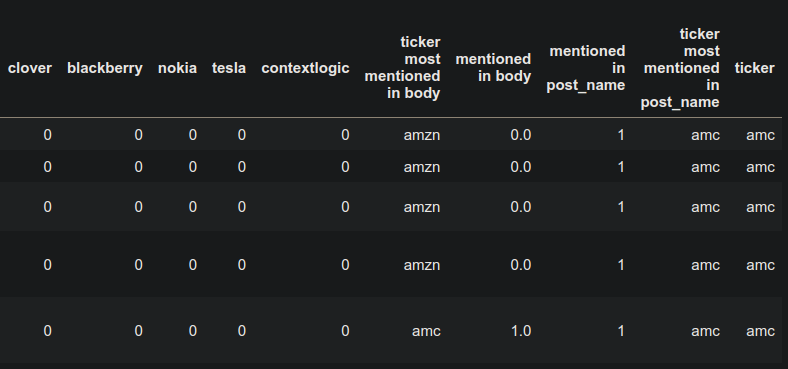 clover blackberry nokia tesla contextlogic ticker most mentioned in body mentioned in body mentioned in post_name ticker most mentioned in post_name ticker
0 0 0 0 0 amzn 0.0 1 amc amc
0 0 0 0 0 amzn 0.0 1 amc amc
0 0 0 0 0 amzn 0.0 1 amc amc
0 0 0 0 0 amzn 0.0 1 amc amc
0 0 0 0 0 amc 1.0 1 amc amc